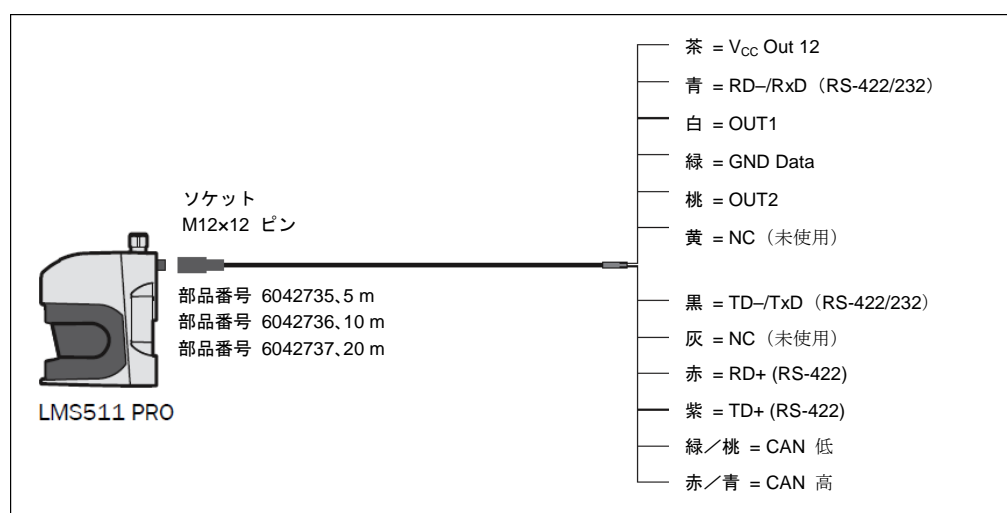 茶 = VCC Out 12
青 = RD–/RxD（RS-422/232）
白 = OUT1
緑 = GND Data
桃 = OUT2
黄 = NC（未使用）
ソケット
M12×12 ピン
部品番号 6042735、5 m
部品番号 6042736、10 m
部品番号 6042737、20 m
LMS511 PRO
黒 = TD–/TxD（RS-422/232）
灰 = NC（未使用）
赤 = RD+ (RS-422)
紫 = TD+ (RS-422)
緑／桃 = CAN 低
赤／青 = CAN 高